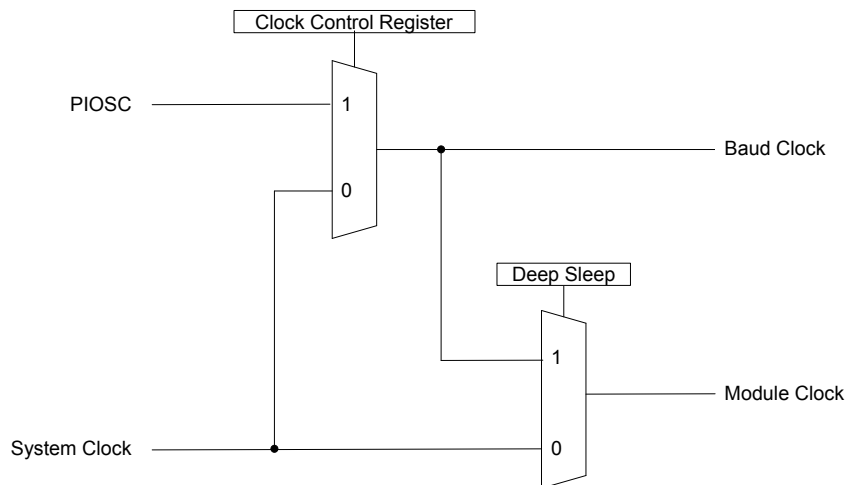 Clock Control Register
PIOSC
1
Baud Clock
0
Deep Sleep
1
Module Clock
System Clock
0